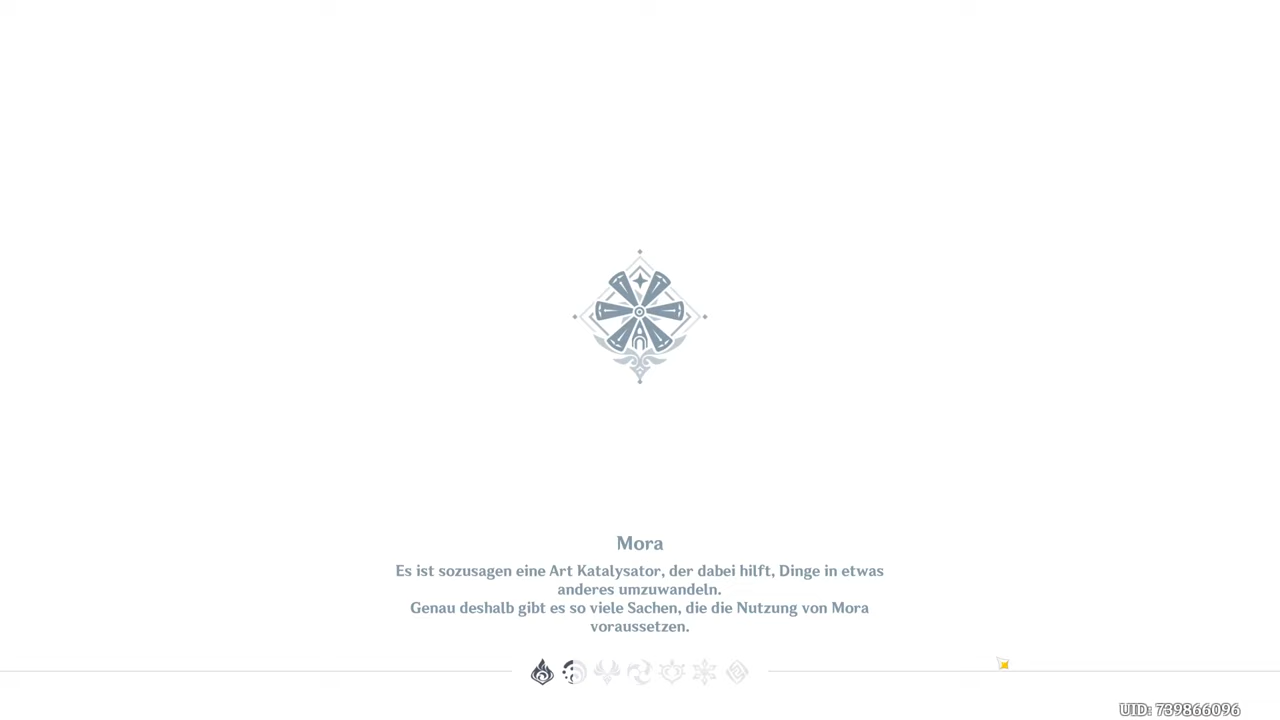 Mora
Es ist sozusagen eine Art Katalysator, der dabei hilft, Dinge in etwas
anderes umzuwandeln.
Genau deshalb gibt es so viele Sachen, die die Nutzung von Mora
voraussetzen.
UID: 739866096